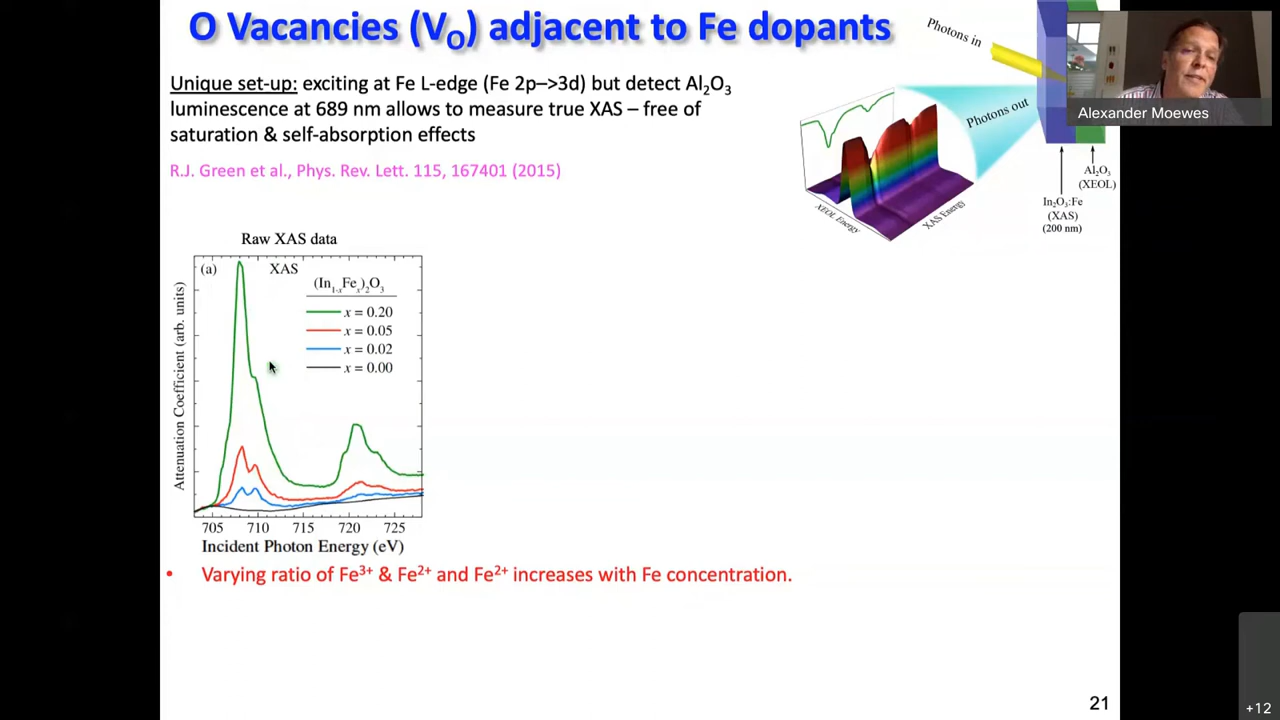 O Vacancies (VO) adjacent to Fe dopants
Unique set-up: exciting at Fe L-edge (Fe 2p–>3d) but detect Al2O3
luminescence at 689 nm allows to measure true XAS – free of
saturation & self-absorption effects
R.J. Green et al., Phys. Rev. Lett. 115, 167401 (2015)
Photons in
Photons out
XEOL Energy
XAS Energy
Al2O3
(XEOL)
In2O3:Fe
(XAS)
(200 nm)
Alexander Moewes
Raw XAS data
(a)
XAS
(In1-xFex)2O3
x = 0.20
x = 0.05
x = 0.02
x = 0.00
Attenuation Coefficient (arb. units)
705 710 715 720 725
Incident Photon Energy (eV)
• Varying ratio of Fe3+ & Fe2+ and Fe2+ increases with Fe concentration.
21
+12